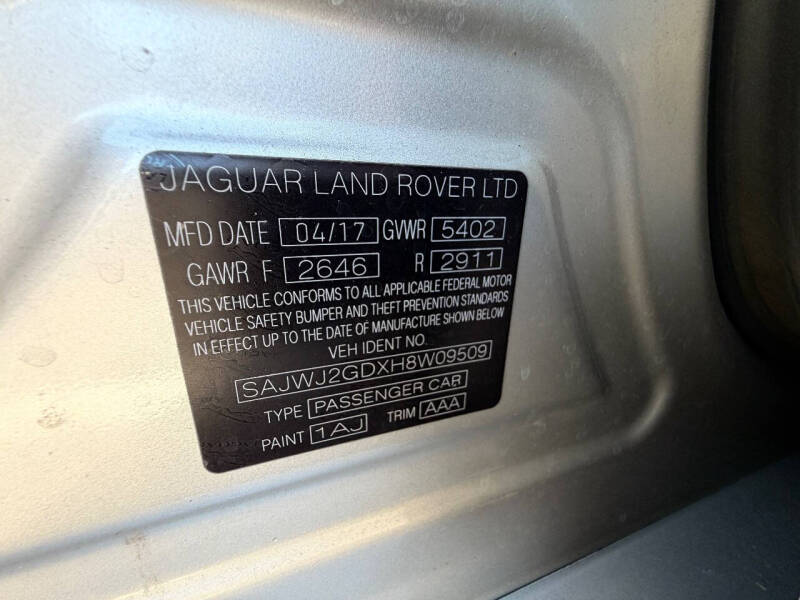 JAGUAR LAND ROVER LTD
MFD DATE 04/17 GVWR 5402
GAWR F 2646 R 2911
THIS VEHICLE CONFORMS TO ALL APPLICABLE FEDERAL MOTOR
VEHICLE SAFETY BUMPER AND THEFT PREVENTION STANDARDS
IN EFFECT UP TO THE DATE OF MANUFACTURE SHOWN BELOW
VEH IDENT NO.
SAJWJ2GDXH8W09509
TYPE PASSENGER CAR
PAINT 1AJ TRIM AAA